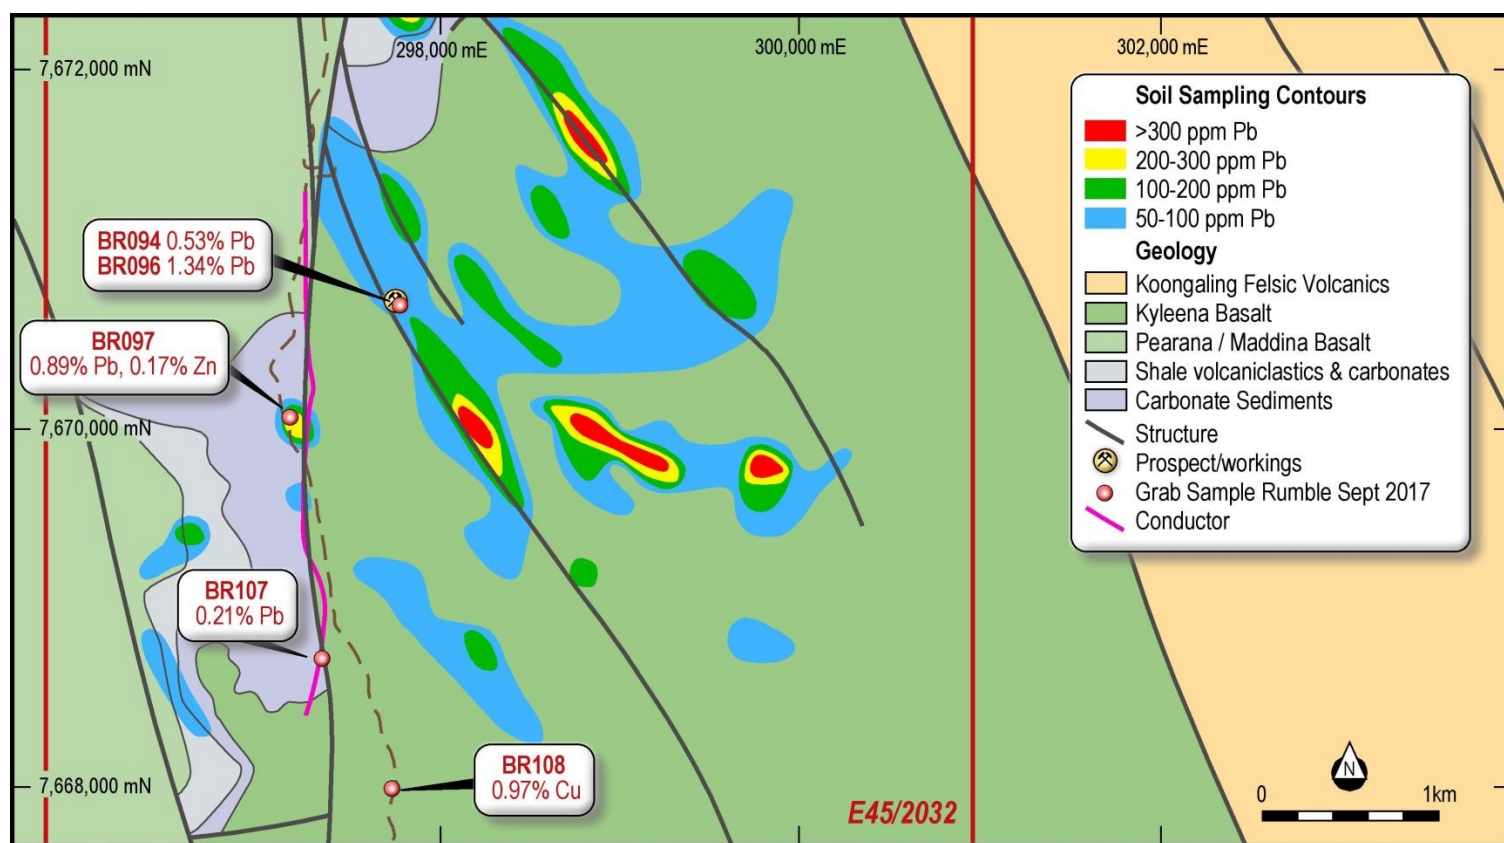 298,000 mE
300,000 mE
302,000 mE
7,672,000 mN
Soil Sampling Contours
>300 ppm Pb
200-300 ppm Pb
100-200 ppm Pb
50-100 ppm Pb
Geology
Koongaling Felsic Volcanics
Kyleena Basalt
Pearana / Maddina Basalt
Shale volcaniclastics & carbonates
Carbonate Sediments
Structure
Prospect/workings
Grab Sample Rumble Sept 2017
Conductor
BR094 0.53% Pb
BR096 1.34% Pb
BR097
0.89% Pb, 0.17% Zn
7,670,000 mN
BR107
0.21% Pb
BR108
0.97% Cu
7,668,000 mN
E45/2032
N
0 1km